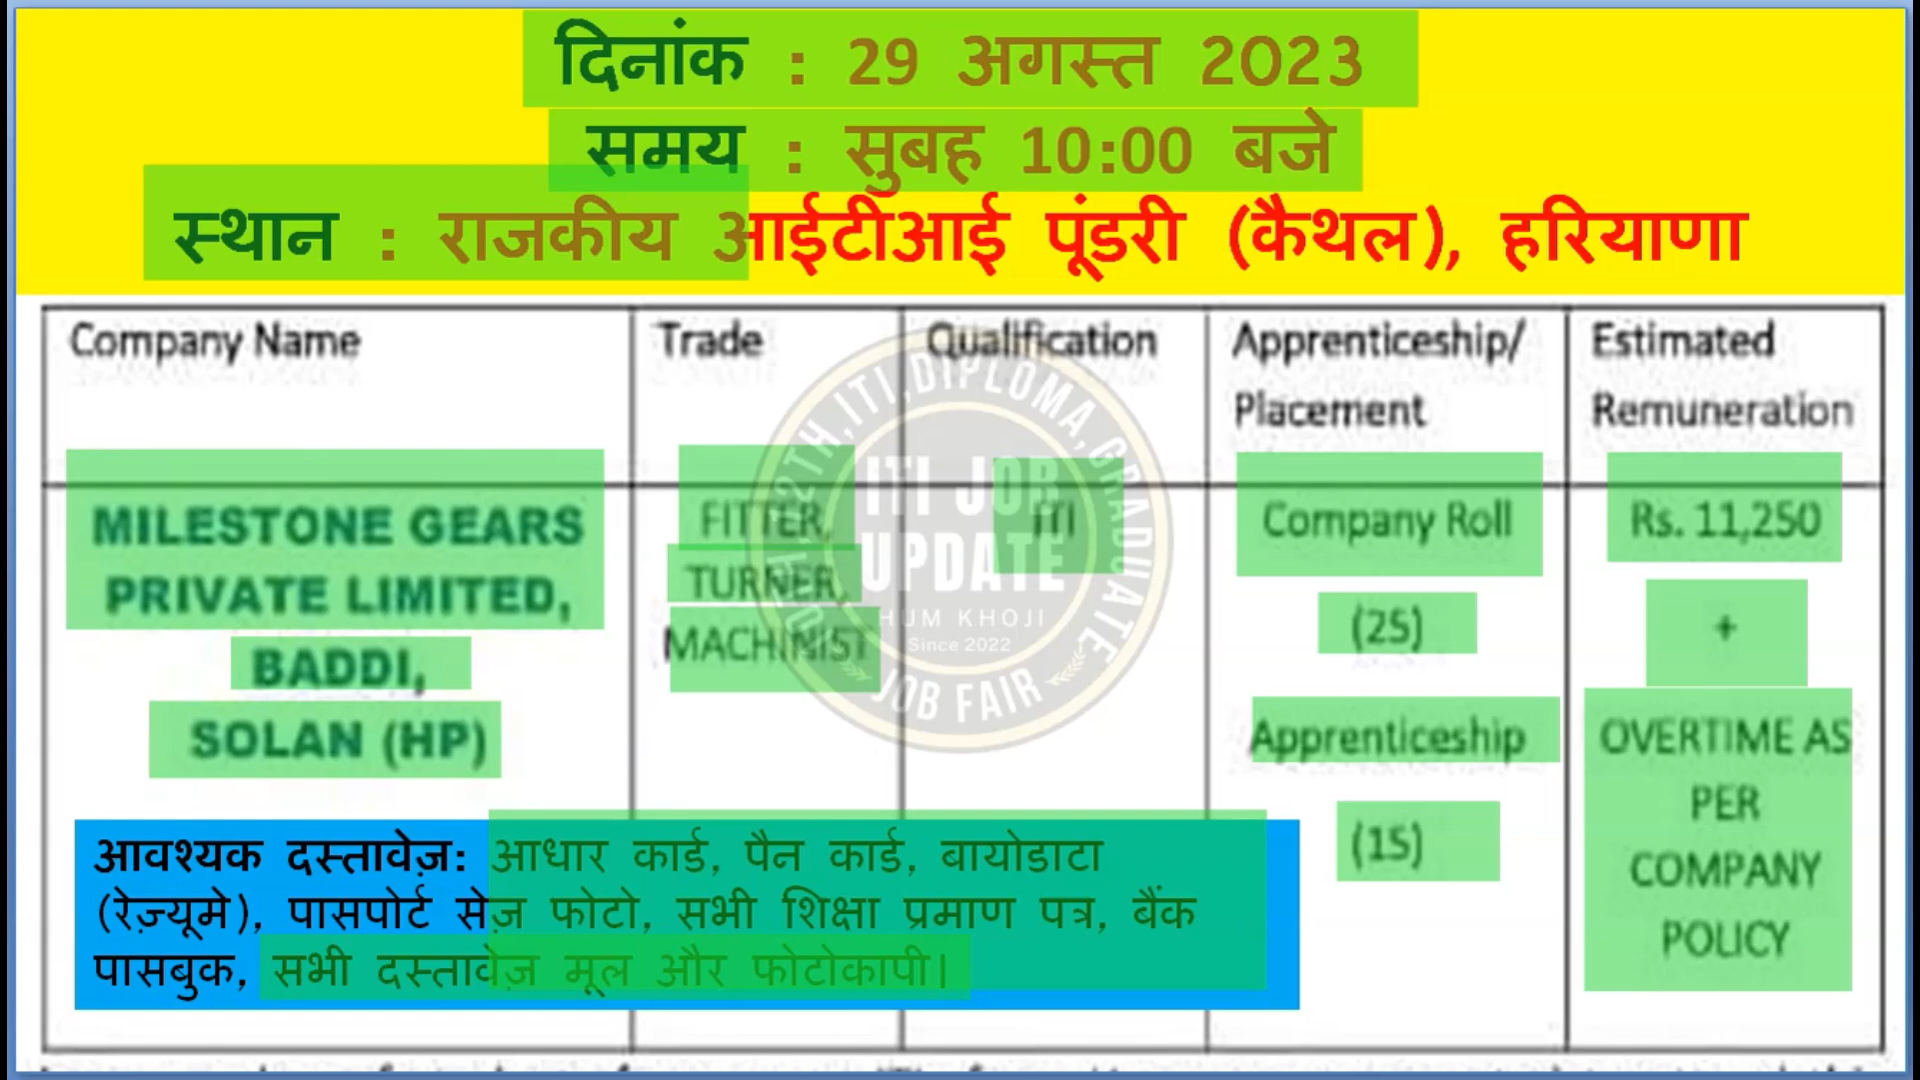 दिनांक : 29 अगस्त 2023
समय : सुबह 10:00 बजे
स्थान : राजकीय आईटीआई पूंडरी (कैथल), हरियाणा
Company Name
Trade
Qualification
Apprenticeship/
Placement
Estimated
Remuneration
MILESTONE GEARS
PRIVATE LIMITED,
BADDI,
SOLAN (HP)
FITTER,
TURNER,
MACHINIST
ITI
Company Roll
(25)
Apprenticeship
(15)
Rs. 11,250
+
OVERTIME AS
PER
COMPANY
POLICY
ITI JOB
UPDATE
HUM KHOJI
Since 2022
JOB FAIR
ITI, DIPLOMA, GRADUATE
आवश्यक दस्तावेज़: आधार कार्ड, पैन कार्ड, बायोडाटा
(रेज़्यूमे), पासपोर्ट सेज़ फोटो, सभी शिक्षा प्रमाण पत्र, बैंक
पासबुक, सभी दस्तावेज़ मूल और फोटोकापी।